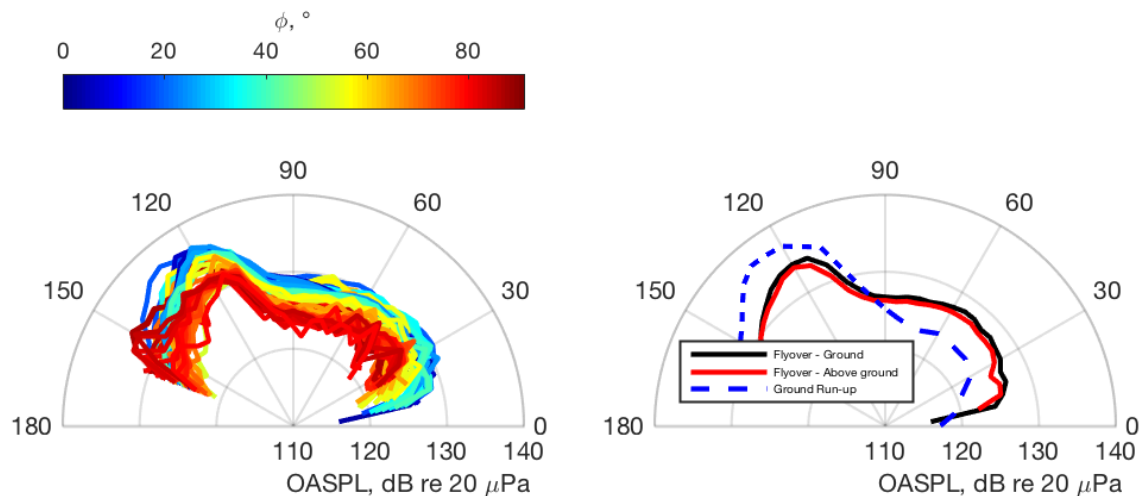 ϕ, °
0 20 40 60 80
90
120
60
150
30
180
0
110 120 130 140
OASPL, dB re 20 μPa
90
120
60
150
30
Flyover - Ground
Flyover - Above ground
Ground Run-up
180
0
110 120 130 140
OASPL, dB re 20 μPa